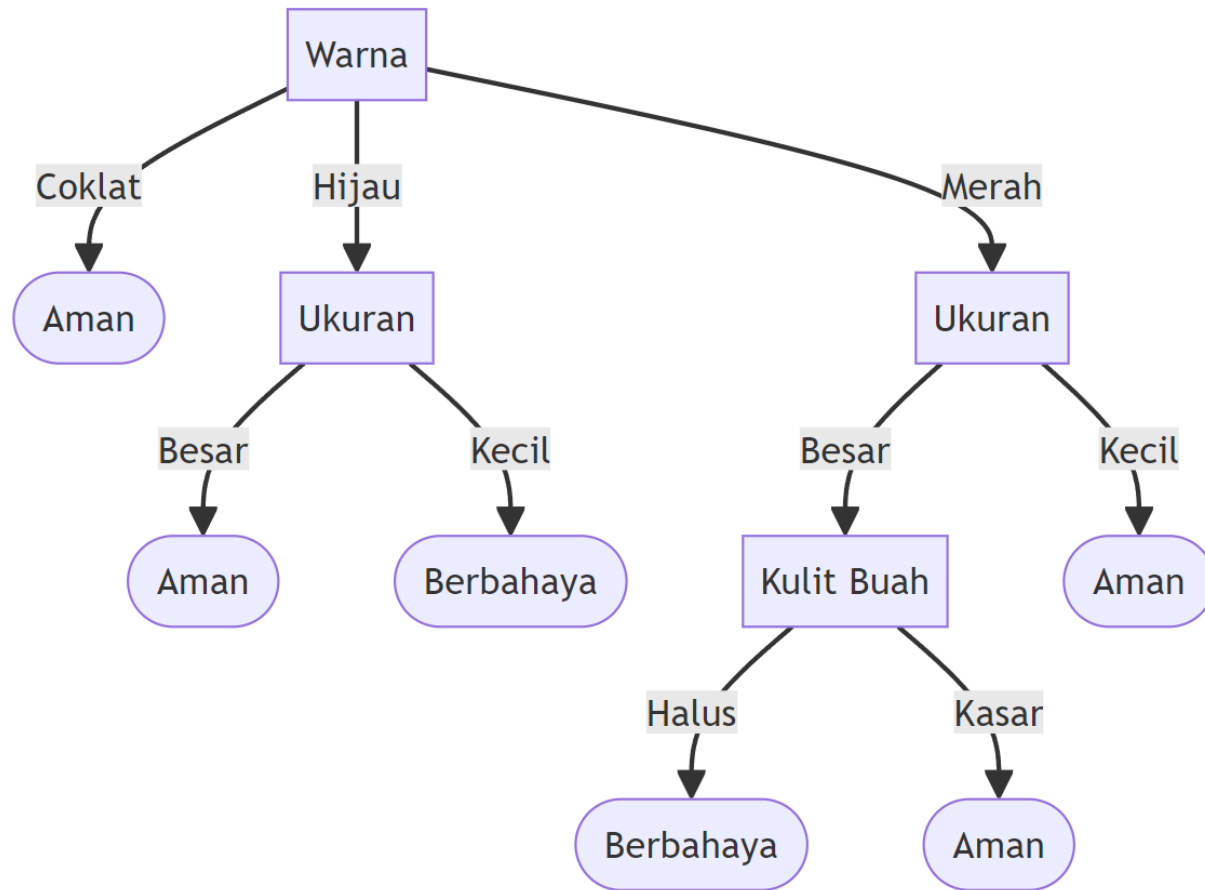 Warna
Coklat
Hijau
Merah
Aman
Ukuran
Ukuran
Besar
Kecil
Besar
Kecil
Aman
Berbahaya
Kulit Buah
Aman
Halus
Kasar
Berbahaya
Aman